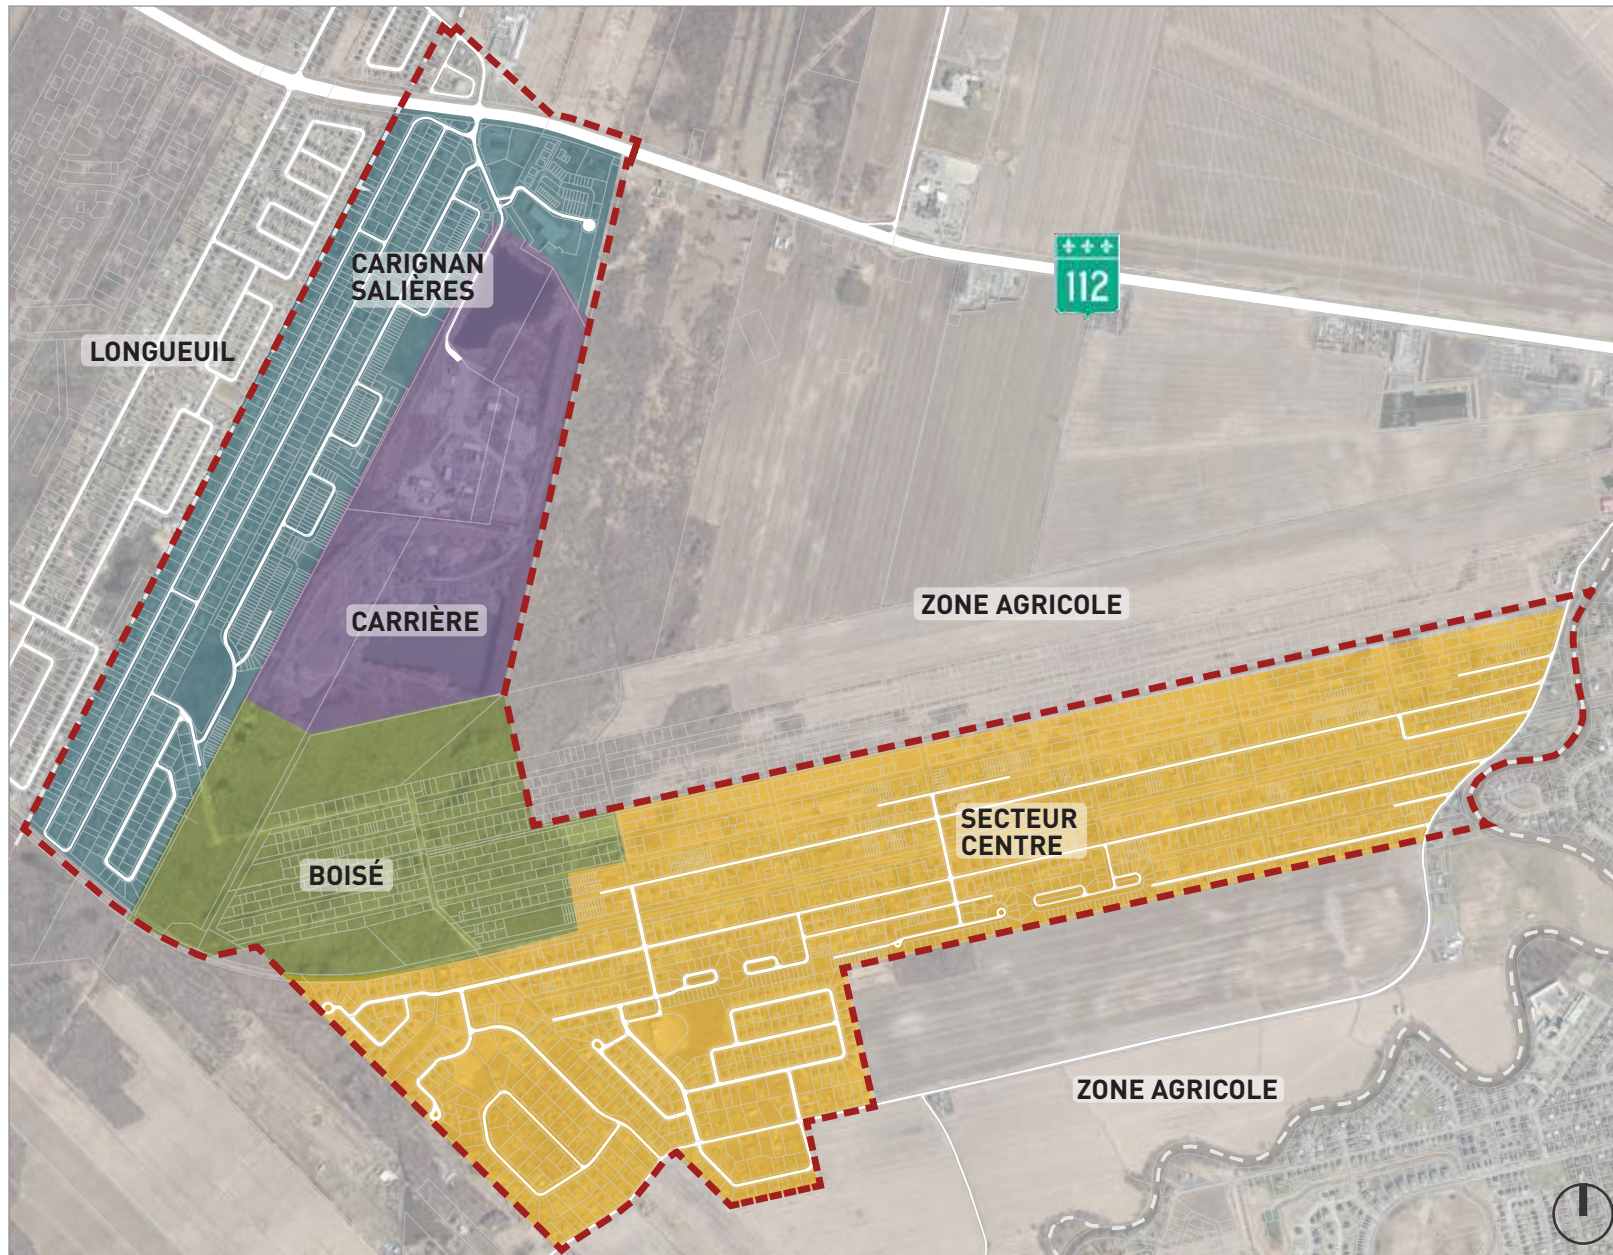 112
CARIGNAN
SALIÈRES
LONGUEUIL
CARRIÈRE
ZONE AGRICOLE
SECTEUR
CENTRE
BOISÉ
ZONE AGRICOLE